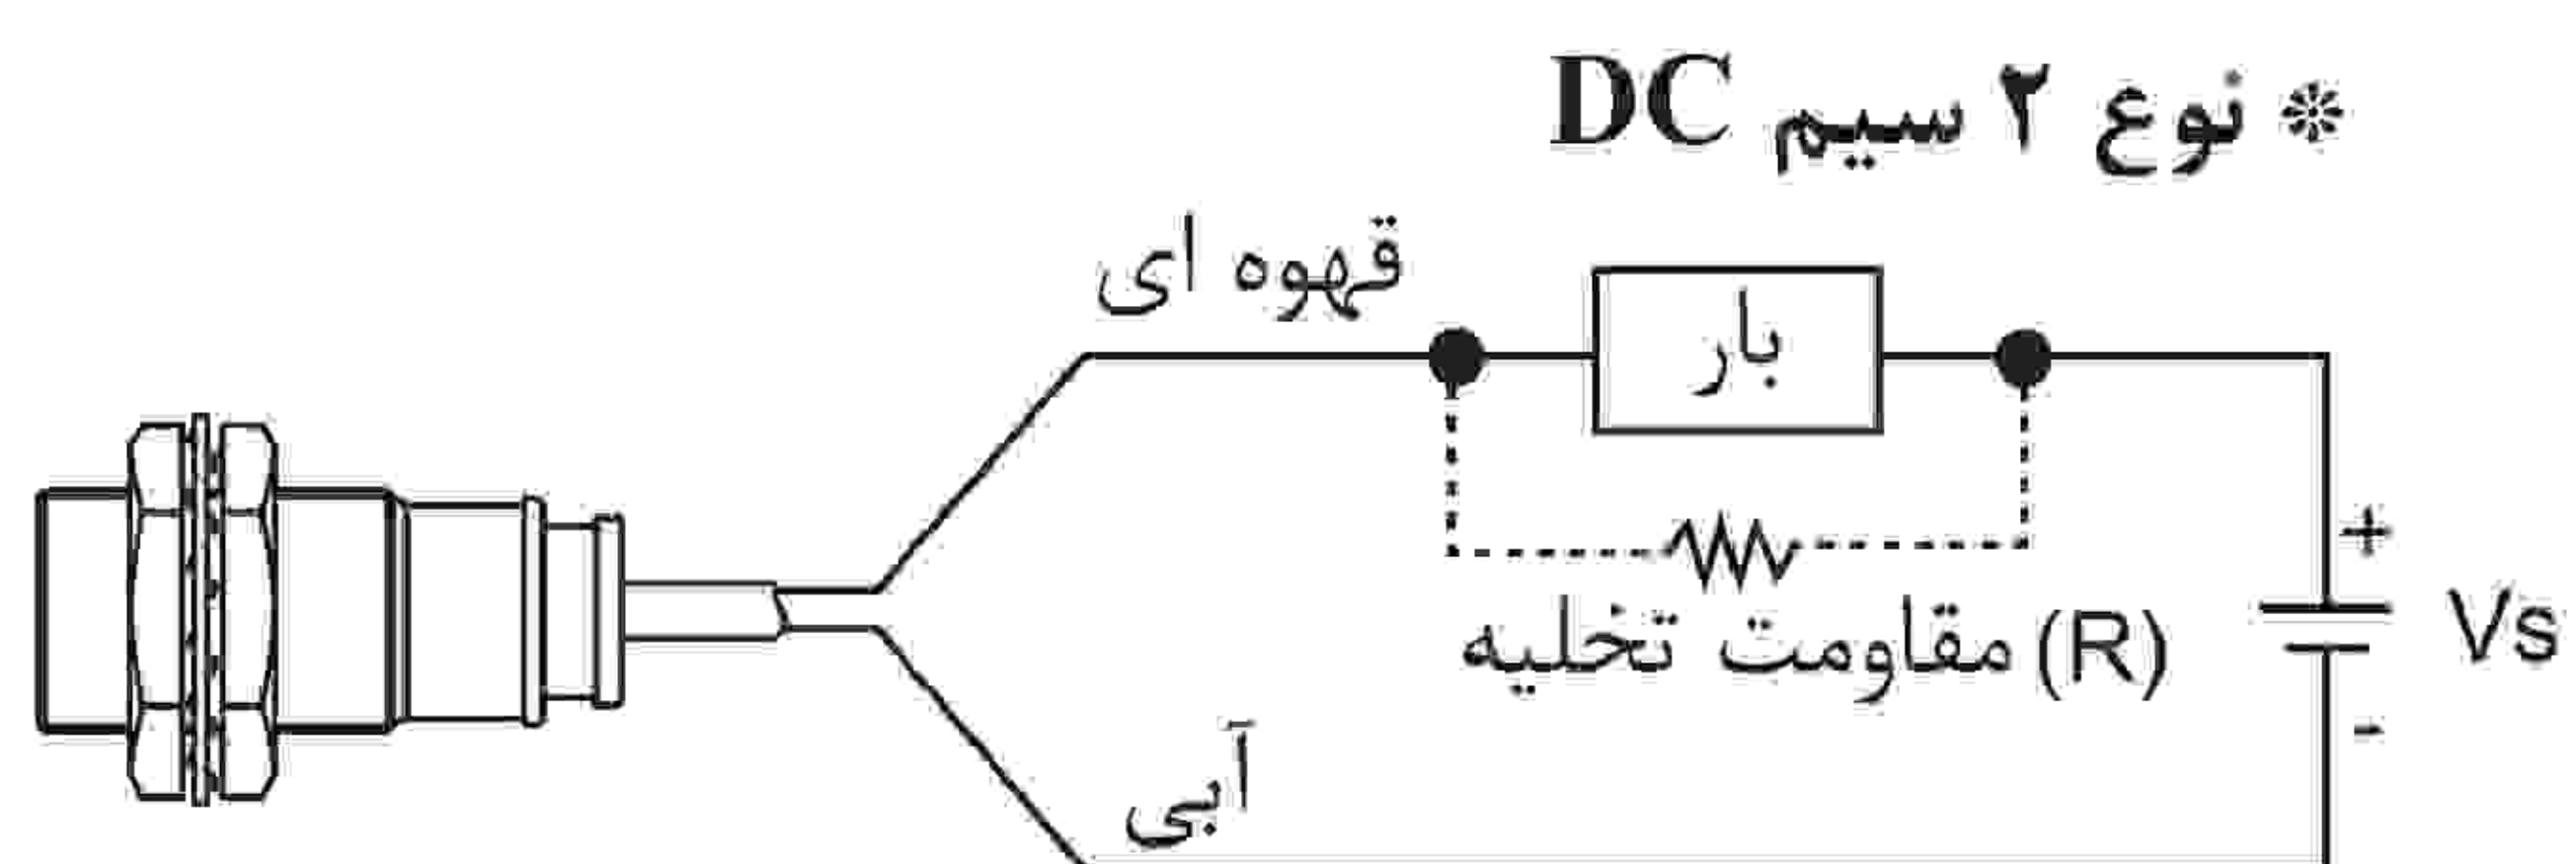 * نوع ۲ سیم DC
قهوه ای
بار
+
Vs
(R) مقاومت تخلیه
-
آبی